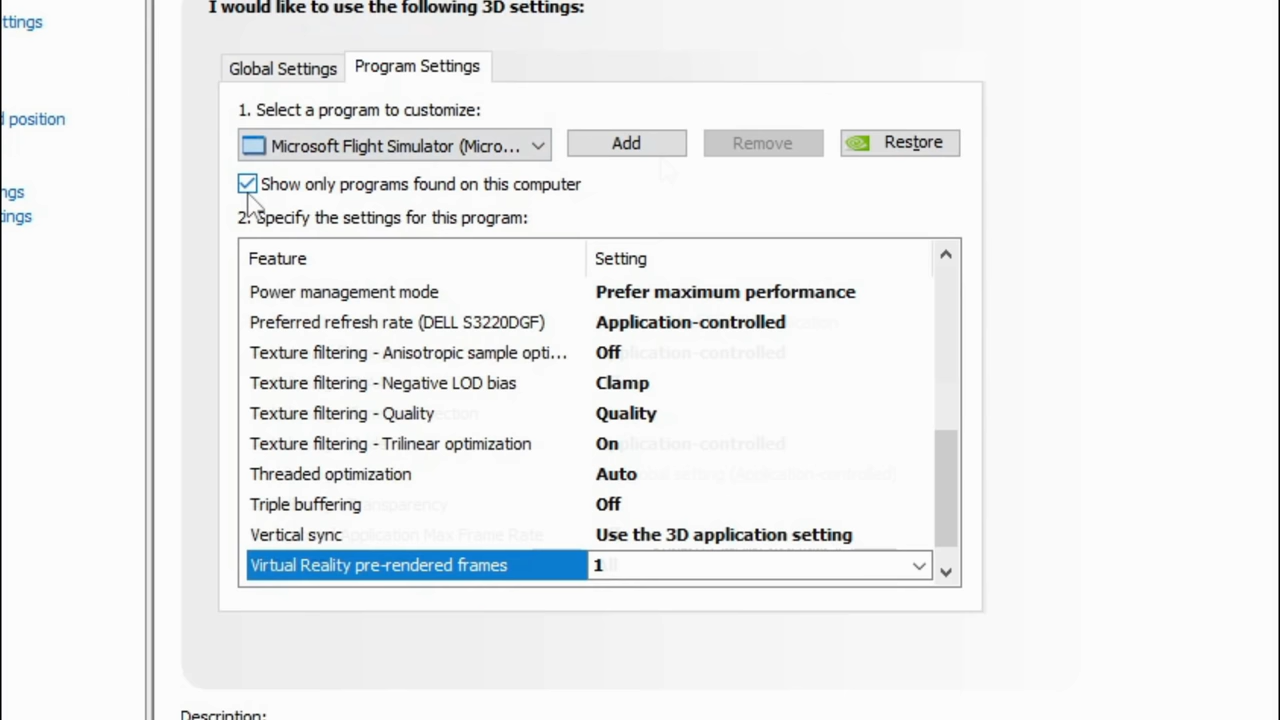 I would like to use the following 3D settings:
ttings
Global Settings
Program Settings
1. Select a program to customize:
d position
Microsoft Flight Simulator (Micro...
Add
Remove
Restore
Show only programs found on this computer
ngs
ings
2. Specify the settings for this program:
Feature Setting
Power management mode Prefer maximum performance
Preferred refresh rate (DELL S3220DGF) Application-controlled
Texture filtering - Anisotropic sample opti... Off
Texture filtering - Negative LOD bias Clamp
Texture filtering - Quality Quality
Texture filtering - Trilinear optimization On
Threaded optimization Auto
Triple buffering Off
Vertical sync Use the 3D application setting
Virtual Reality pre-rendered frames 1
Description: